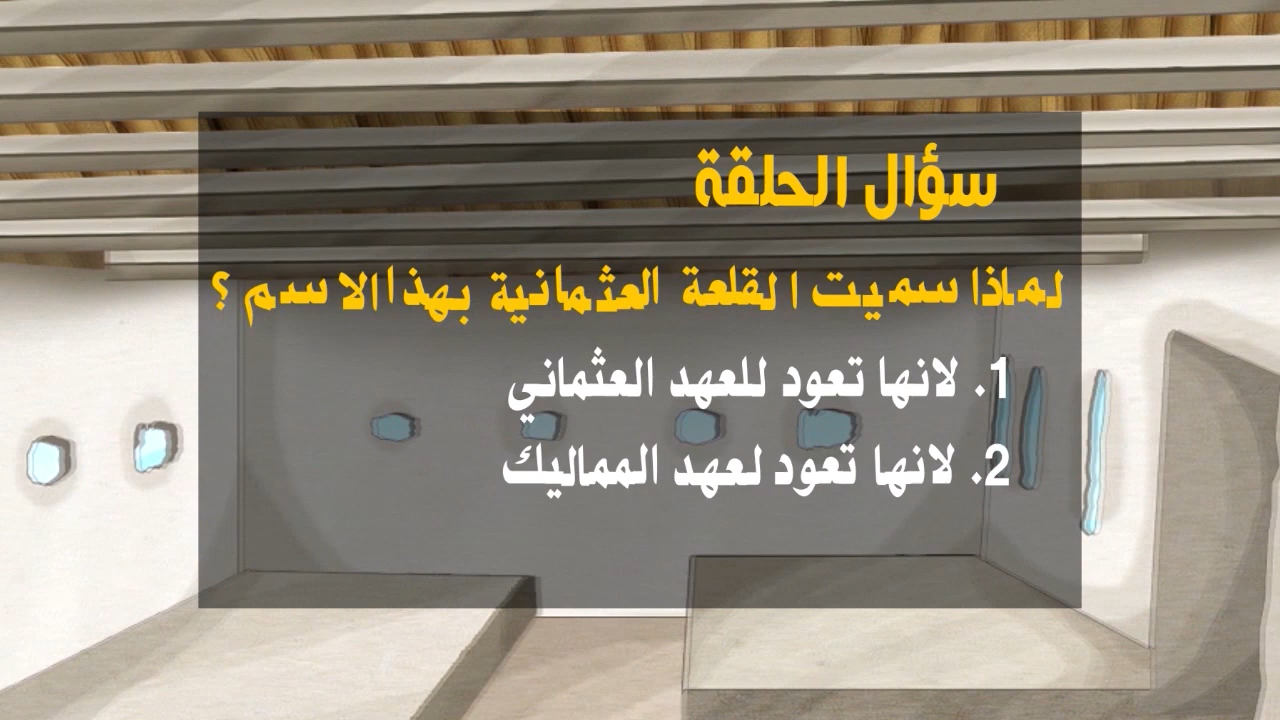 سؤال الحلقة
لماذا سميت القلعة العثمانية بهذا الاسم ؟
1. لانها تعود للعهد العثماني
2. لانها تعود لعهد المماليك